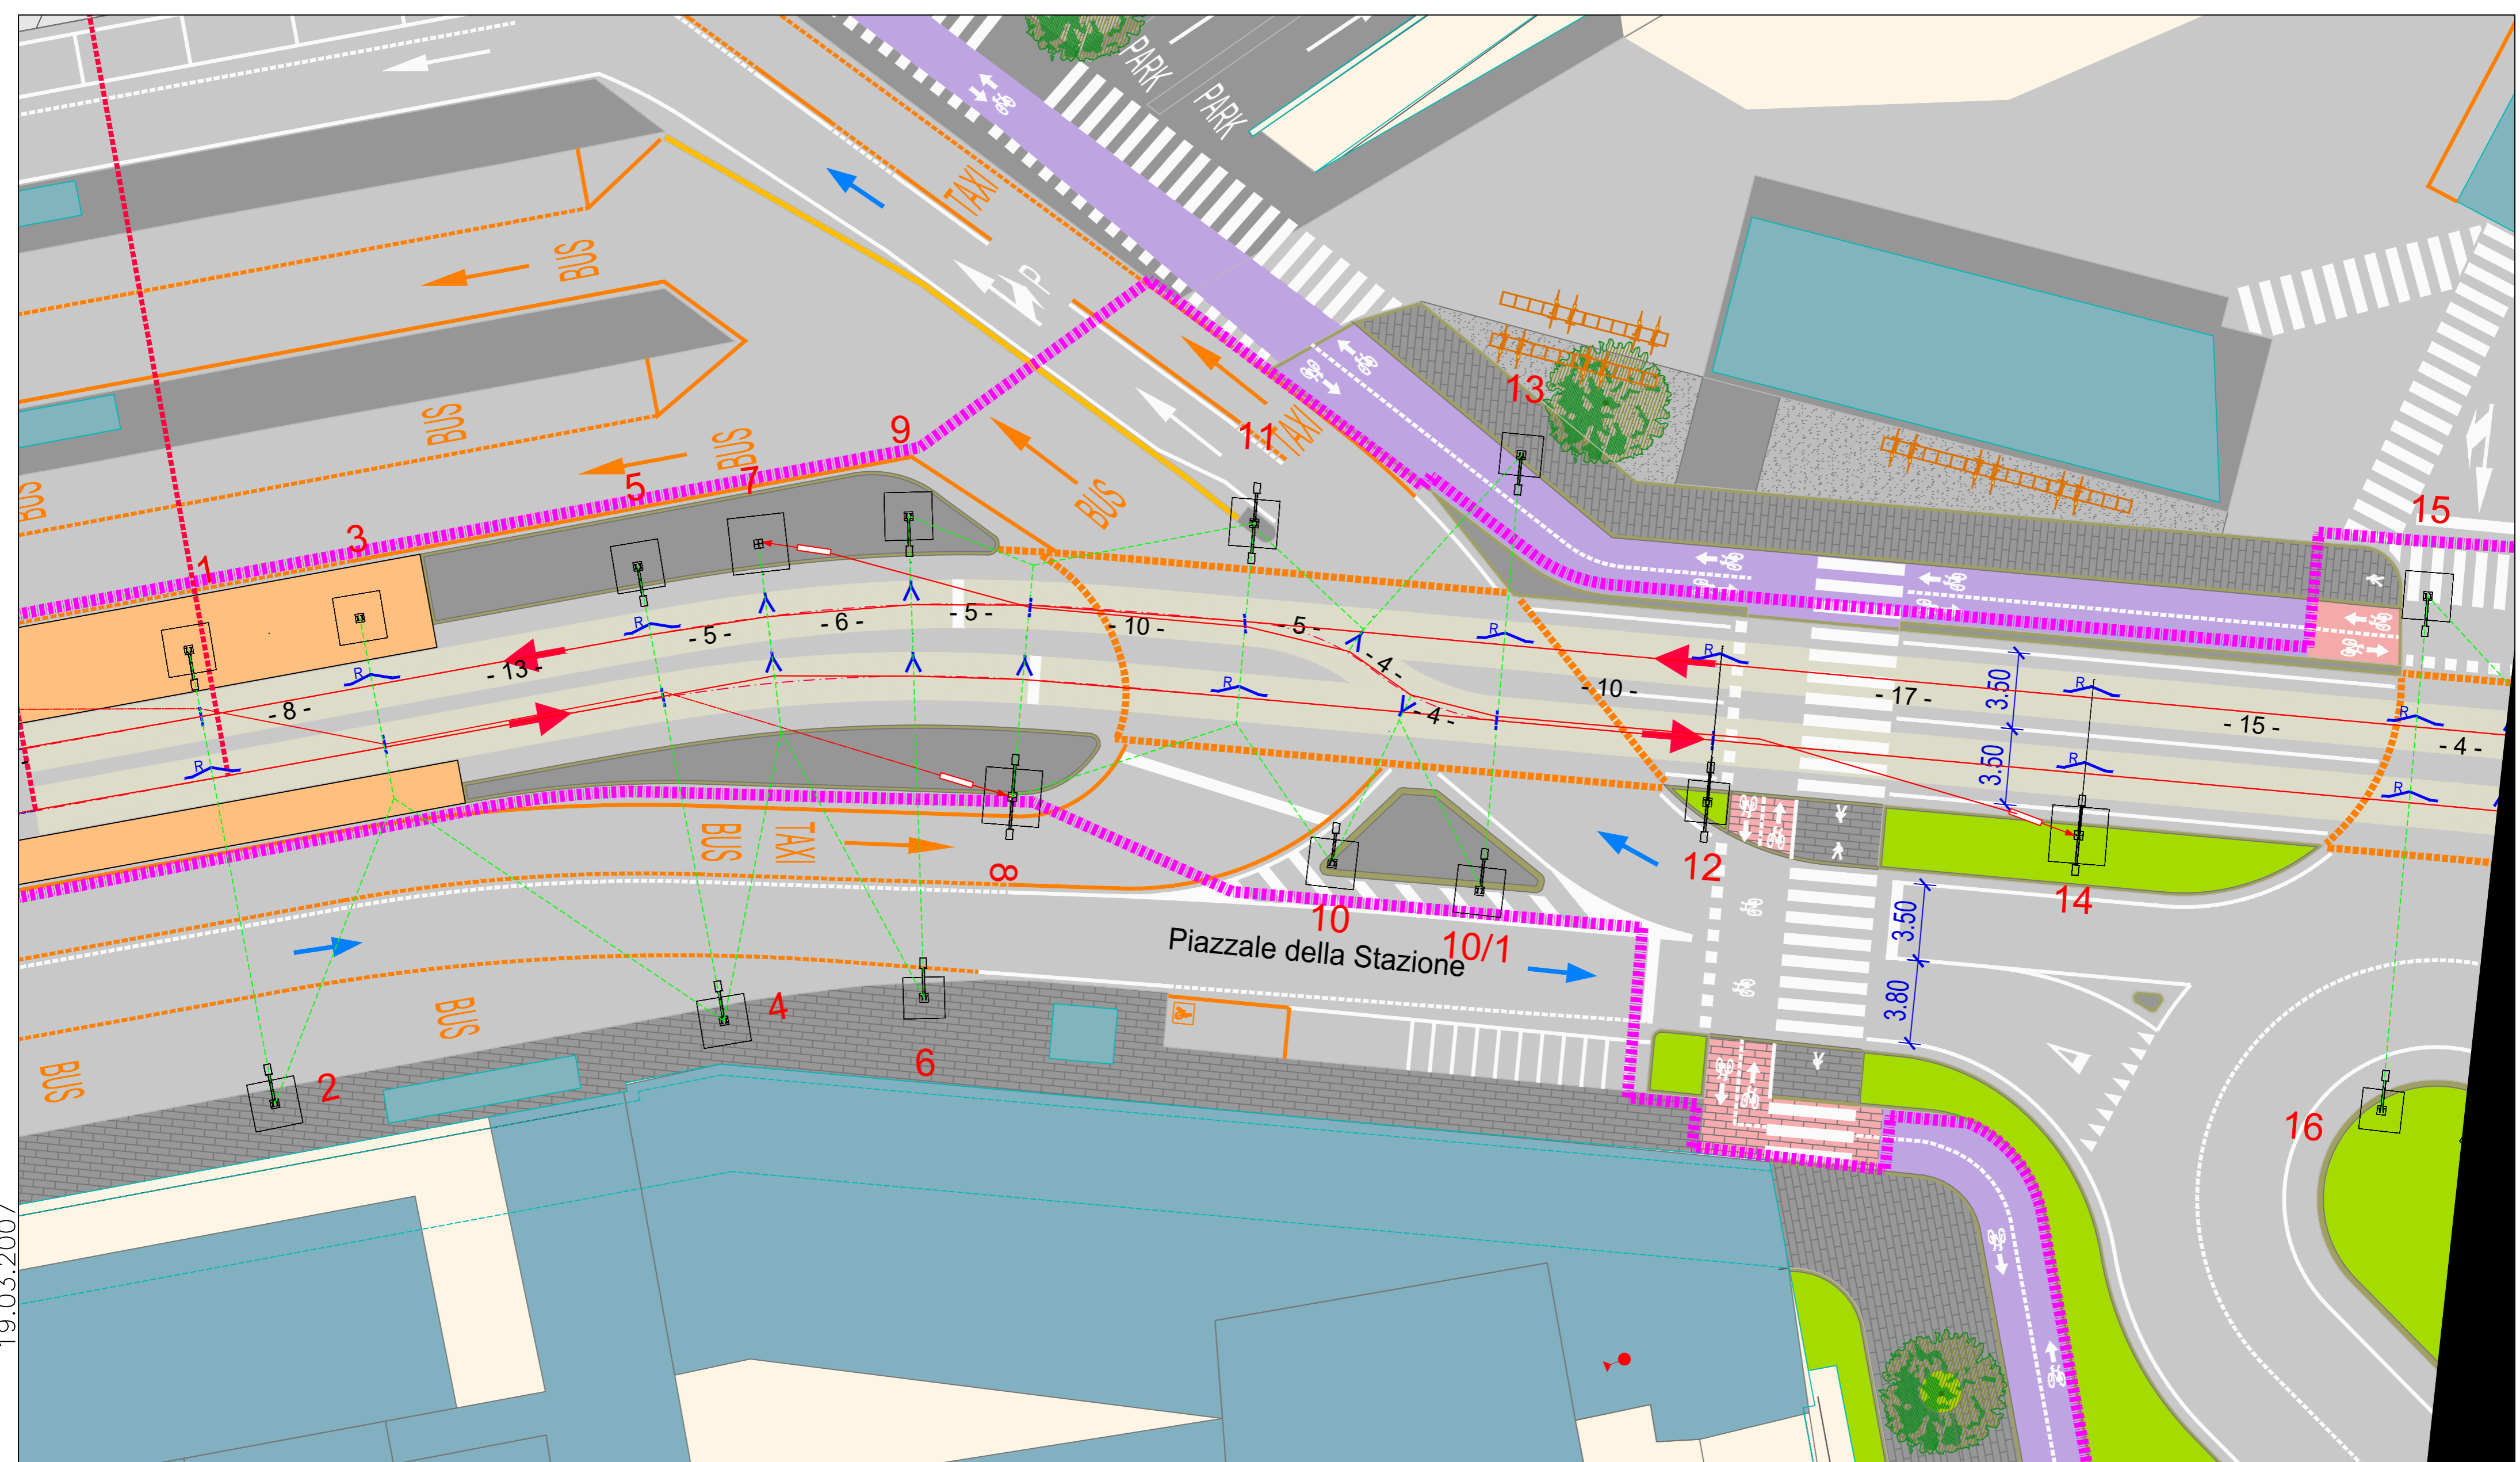 PARK
PARK
TAXI
BUS
d
TAXI
BUS
BUS
BUS
BUS
13
11
9
7
5
3
1
15
- 5 -
- 6 -
- 5 -
- 10 -
- 5 -
- 4 -
- 13 -
- 8 -
- 4 -
- 10 -
- 17 -
- 15 -
- 4 -
R
R
R
R
R
R
R
R
R
R
3.50
3.50
3.50
3.80
BUS
TAXI
8
12
14
10
10/1
Piazzale della Stazione
BUS
BUS
4
6
2
16
19.03.2007